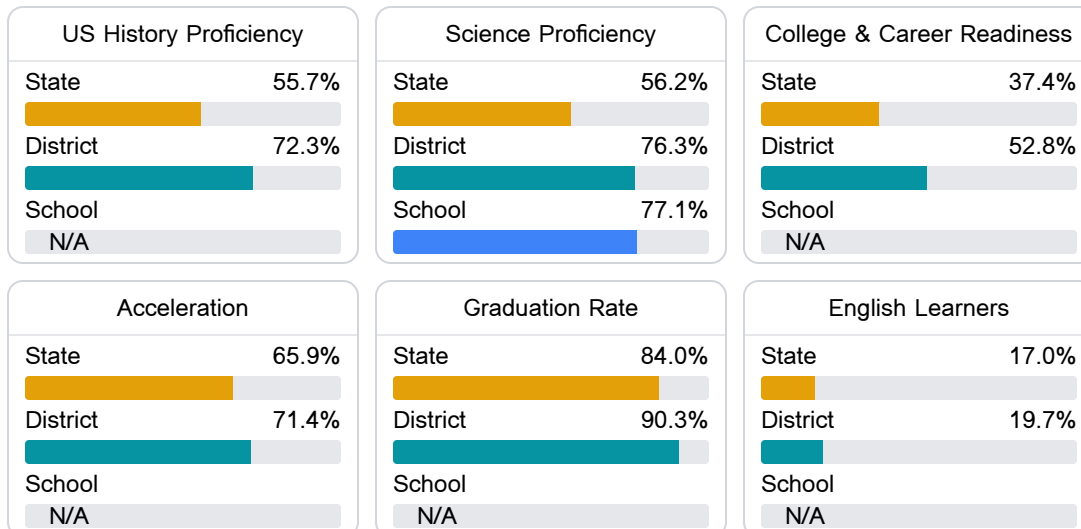 US History Proficiency
State 55.7%
District 72.3%
School
N/A
Science Proficiency
State 56.2%
District 76.3%
School 77.1%
College & Career Readiness
State 37.4%
District 52.8%
School
N/A
Acceleration
State 65.9%
District 71.4%
School
N/A
Graduation Rate
State 84.0%
District 90.3%
School
N/A
English Learners
State 17.0%
District 19.7%
School
N/A